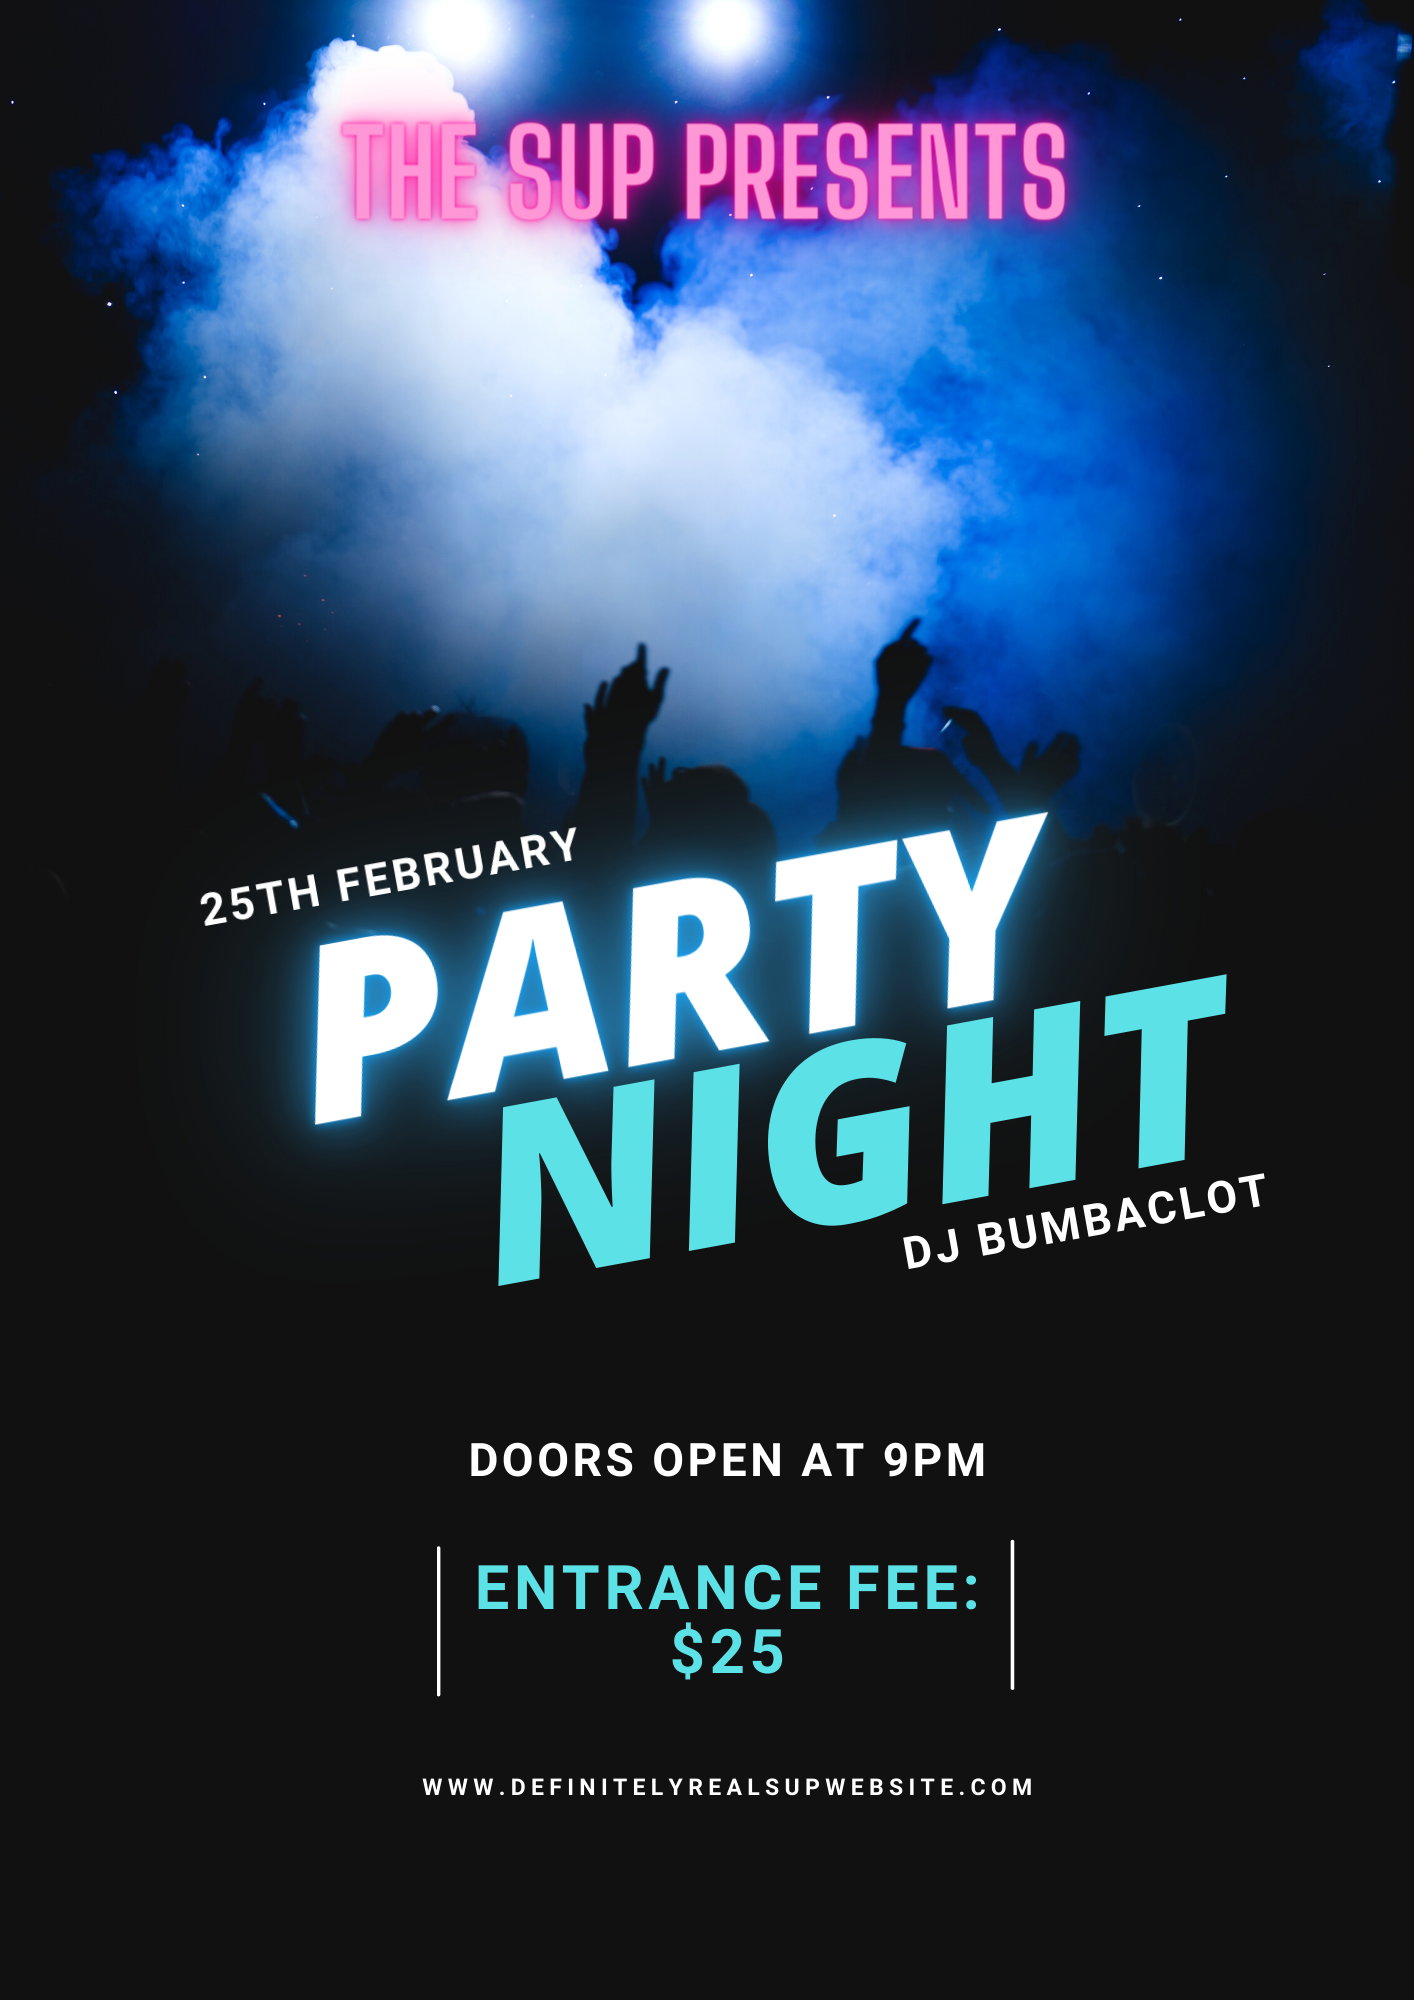 THE SUP PRESENTS
25TH FEBRUARY
PARTY
NIGHT
DJ BUMBACLOT
DOORS OPEN AT 9PM
ENTRANCE FEE:
$25
WWW.DEFINITELYREALSUPWEBSITE.COM